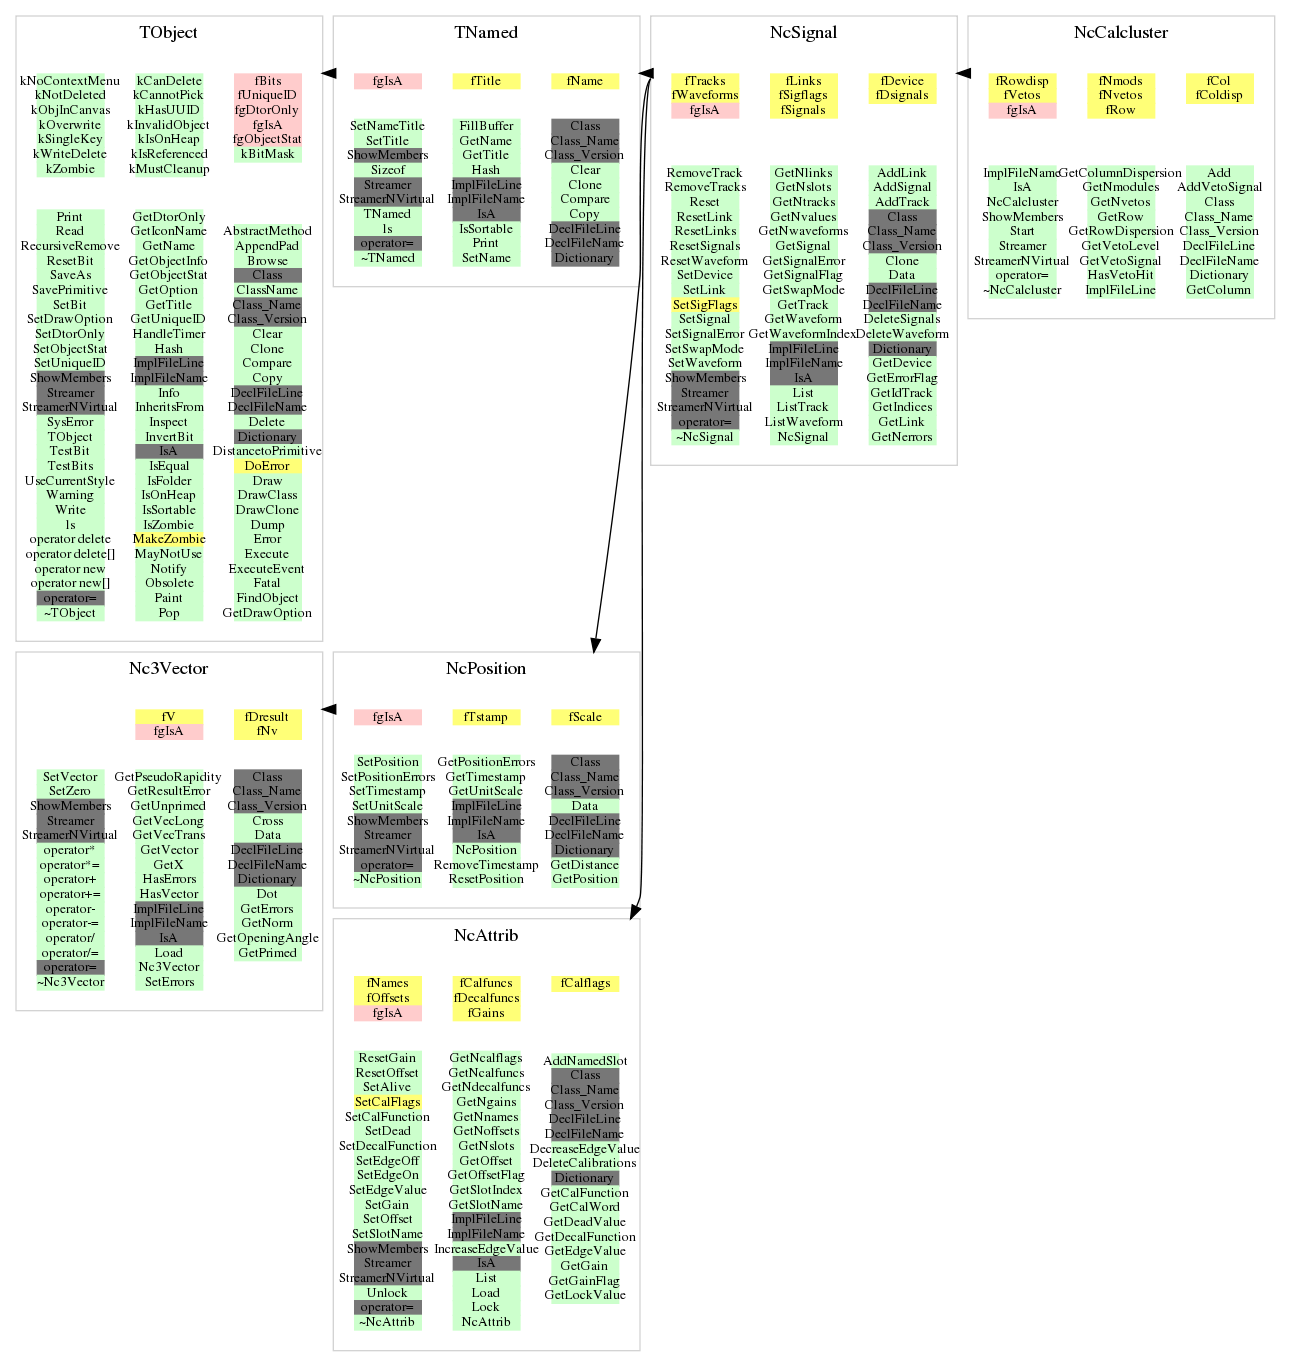 TObject
kNoContextMenu kCanDelete fBits
kNotDeleted kCannotPick fUniqueID
kObjInCanvas kHasUUID fgDtorOnly
kOverwrite kInvalidObject fgIsA
kSingleKey kIsOnHeap fgObjectStat
kWriteDelete kIsReferenced kBitMask
kZombie kMustCleanup
Print GetDtorOnly
Read GetIconName AbstractMethod
RecursiveRemove GetName AppendPad
ResetBit GetObjectInfo Browse
SaveAs GetObjectStat Class
SavePrimitive GetOption ClassName
SetBit GetTitle Class_Name
SetDrawOption GetUniqueID Class_Version
SetDtorOnly HandleTimer Clear
SetObjectStat Hash Clone
SetUniqueID ImplFileLine Compare
ShowMembers ImplFileName Copy
Streamer Info DeclFileLine
StreamerNVirtual InheritsFrom DeclFileName
SysError Inspect Delete
TObject InvertBit Dictionary
TestBit IsA DistancetoPrimitive
TestBits IsEqual DoError
UseCurrentStyle IsFolder Draw
Warning IsOnHeap DrawClass
Write IsSortable DrawClone
ls IsZombie Dump
operator delete MakeZombie Error
operator delete[] MayNotUse Execute
operator new Notify ExecuteEvent
operator new[] Obsolete Fatal
operator= Paint FindObject
~TObject Pop GetDrawOption
TNamed
fgIsA fTitle fName
SetNameTitle FillBuffer Class
SetTitle GetName Class_Name
ShowMembers GetTitle Class_Version
Sizeof Hash Clear
Streamer ImplFileLine Clone
StreamerNVirtual ImplFileName Compare
TNamed IsA Copy
ls IsSortable DeclFileLine
operator= Print DeclFileName
~TNamed SetName Dictionary
NcSignal
fTracks fLinks fDevice
fWaveforms fSigflags fDsignals
fgIsA fSignals
RemoveTrack GetNlinks AddLink
RemoveTracks GetNslots AddSignal
Reset GetNtracks AddTrack
ResetLink GetNvalues Class
ResetLinks GetNwaveforms Class_Name
ResetSignals GetSignal Class_Version
ResetWaveform GetSignalError Clone
SetDevice GetSignalFlag Data
SetLink GetSwapMode DeclFileLine
SetSigFlags GetTrack DeclFileName
SetSignal GetWaveform DeleteSignals
SetSignalError GetWaveformIndex DeleteWaveform
SetSwapMode ImplFileLine Dictionary
SetWaveform ImplFileName GetDevice
ShowMembers IsA GetErrorFlag
Streamer List GetIdTrack
StreamerNVirtual ListTrack GetIndices
operator= ListWaveform GetLink
~NcSignal NcSignal GetNerrors
NcCalcluster
fRowdisp fNmods fCol
fVetos fNvetos fColdisp
fgIsA fRow
ImplFileName GetColumnDispersion Add
IsA GetNmodules AddVetoSignal
NcCalcluster GetNvetos Class
ShowMembers GetRow Class_Name
Start GetRowDispersion Class_Version
Streamer GetVetoLevel DeclFileLine
StreamerNVirtual GetVetoSignal DeclFileName
operator= HasVetoHit Dictionary
~NcCalcluster ImplFileLine GetColumn
Nc3Vector
fV fDresult
fgIsA fNv
SetVector GetPseudoRapidity Class
SetZero GetResultError Class_Name
ShowMembers GetUnprimed Class_Version
Streamer GetVecLong Cross
StreamerNVirtual GetVecTrans Data
operator* GetVector DeclFileLine
operator*= GetX DeclFileName
operator+ HasErrors Dictionary
operator+= HasVector Dot
operator- ImplFileLine GetErrors
operator-= ImplFileName GetNorm
operator/ IsA GetOpeningAngle
operator/= Load GetPrimed
operator= Nc3Vector
~Nc3Vector SetErrors
NcPosition
fgIsA fTstamp fScale
SetPosition GetPositionErrors Class
SetPositionErrors GetTimestamp Class_Name
SetTimestamp GetUnitScale Class_Version
SetUnitScale ImplFileLine Data
ShowMembers ImplFileName DeclFileLine
Streamer IsA DeclFileName
StreamerNVirtual NcPosition Dictionary
operator= RemoveTimestamp GetDistance
~NcPosition ResetPosition GetPosition
NcAttrib
fNames fCalfuncs fCalflags
fOffsets fDecalfuncs
fgIsA fGains
ResetGain GetNcalflags AddNamedSlot
ResetOffset GetNcalfuncs Class
SetAlive GetNdecalfuncs Class_Name
SetCalFlags GetNgains Class_Version
SetCalFunction GetNnames DeclFileLine
SetDead GetNoffsets DeclFileName
SetDecalFunction GetNslots DecreaseEdgeValue
SetEdgeOff GetOffset DeleteCalibrations
SetEdgeOn GetOffsetFlag Dictionary
SetEdgeValue GetSlotIndex GetCalFunction
SetGain GetSlotName GetCalWord
SetOffset ImplFileLine GetDeadValue
SetSlotName ImplFileName GetDecalFunction
ShowMembers IncreaseEdgeValue GetEdgeValue
Streamer IsA GetGain
StreamerNVirtual List GetGainFlag
Unlock Load GetLockValue
operator= Lock
~NcAttrib NcAttrib